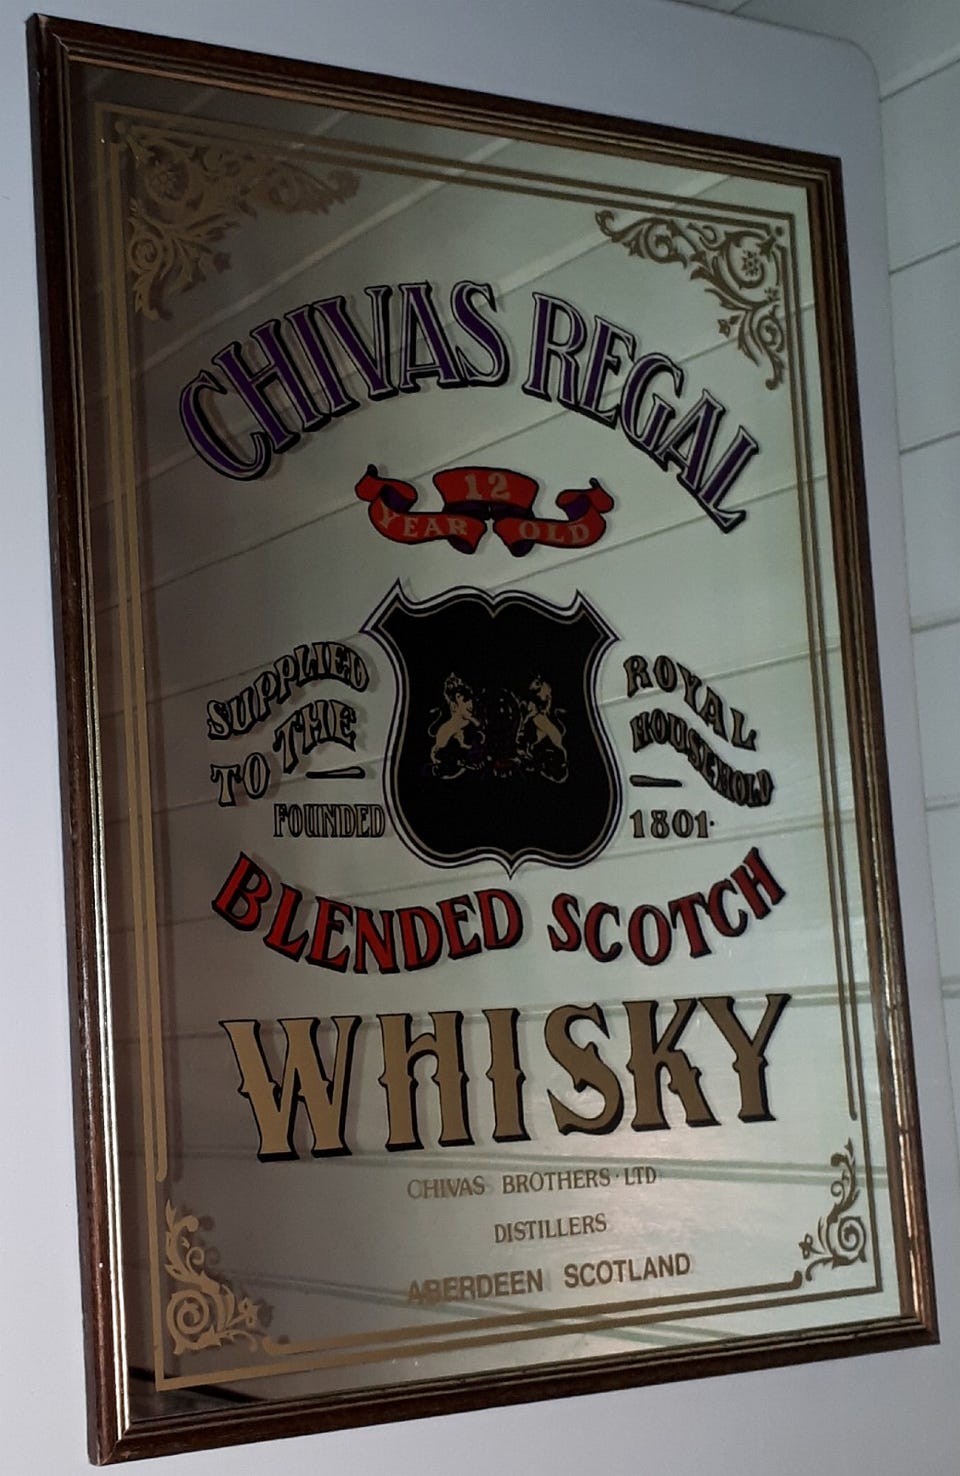 CHIVAS REGAL
12
YEAR OLD
SUPPLIED
TO THE
ROYAL
HOUSEHOLD
FOUNDED 1801
BLENDED SCOTCH
WHISKY
CHIVAS BROTHERS · LTD
DISTILLERS
ABERDEEN SCOTLAND